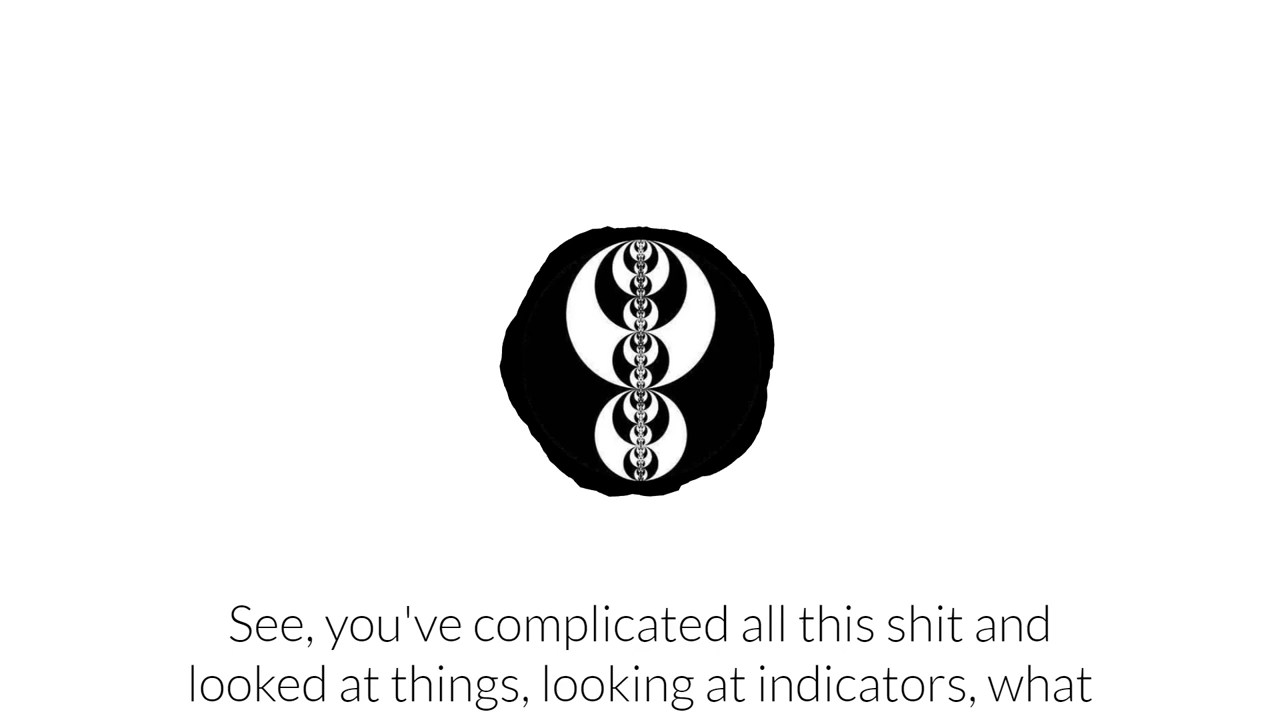 See, you've complicated all this shit and
looked at things, looking at indicators, what